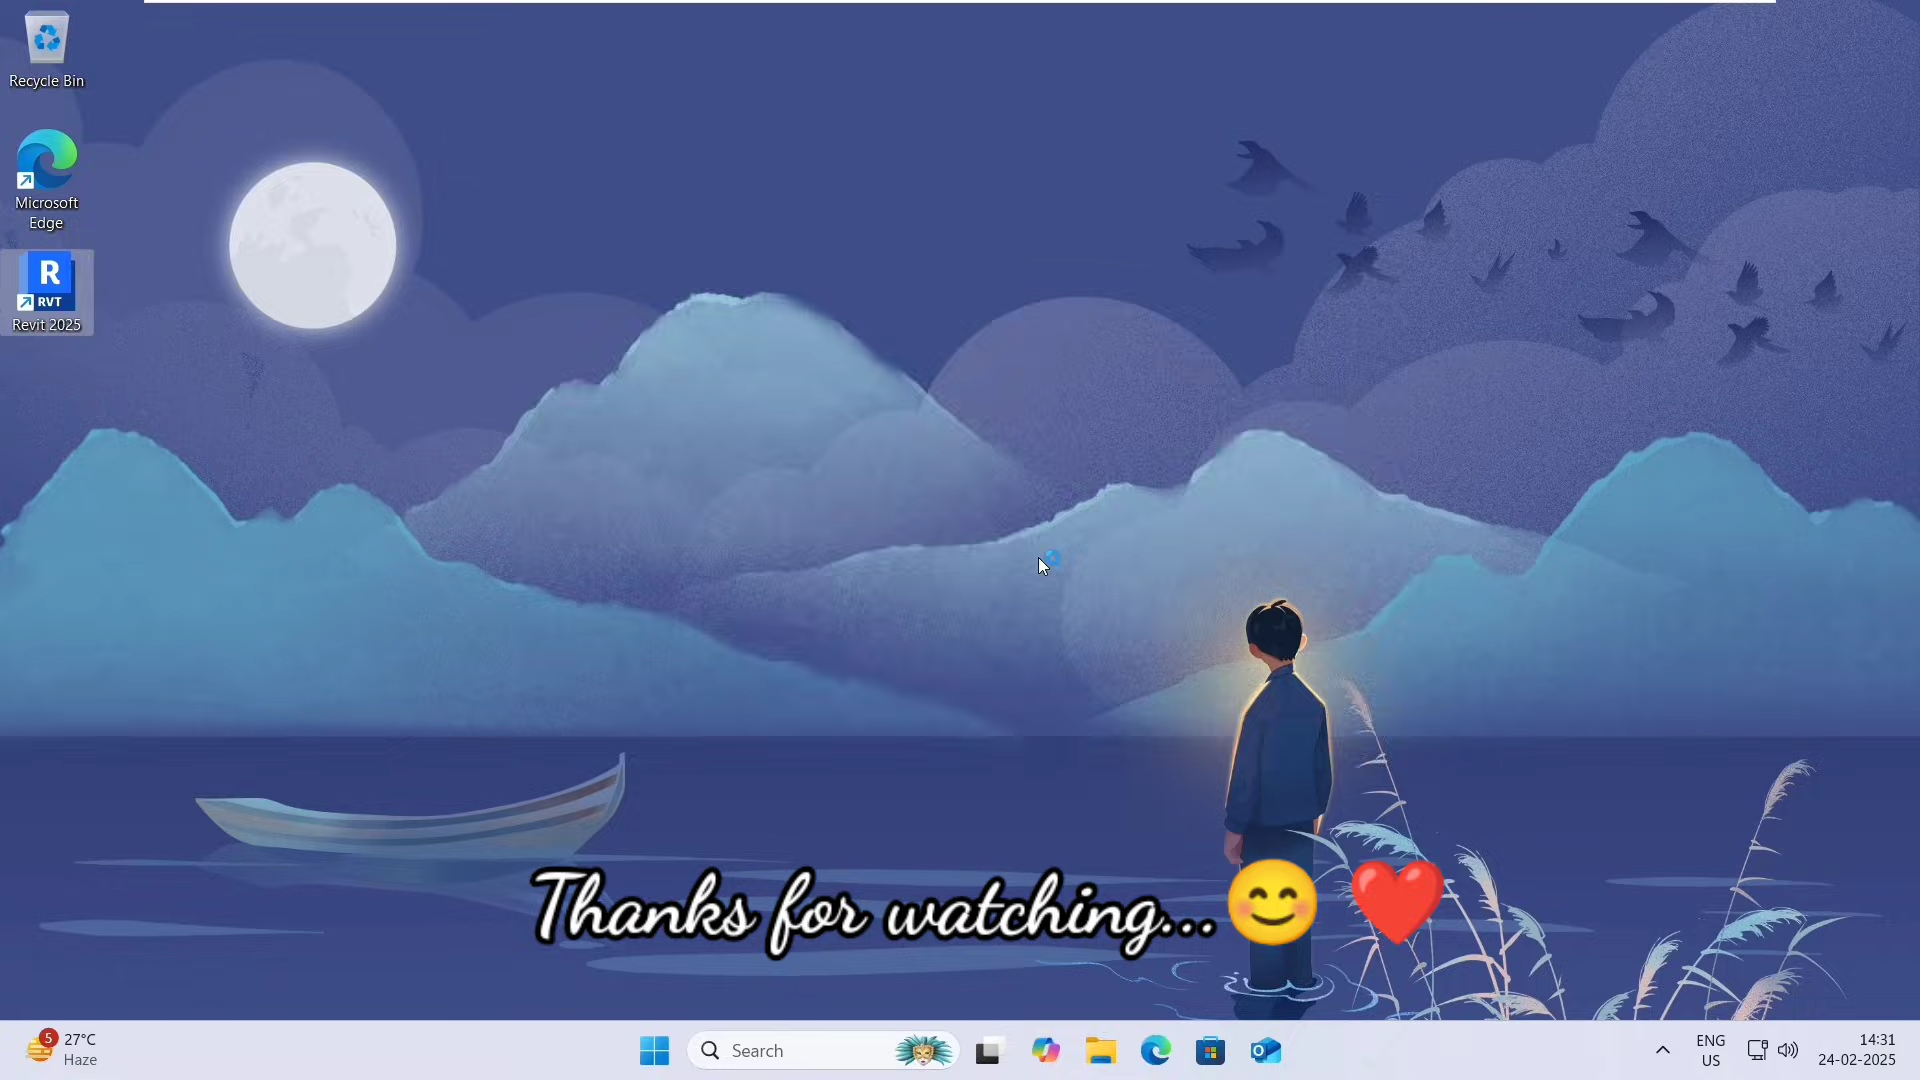 Recycle Bin
Microsoft
Edge
R
RVT
Revit 2025
Thanks for watching...😊 ❤️
5
27°C
Haze
Search
ENG
US
14:31
24-02-2025